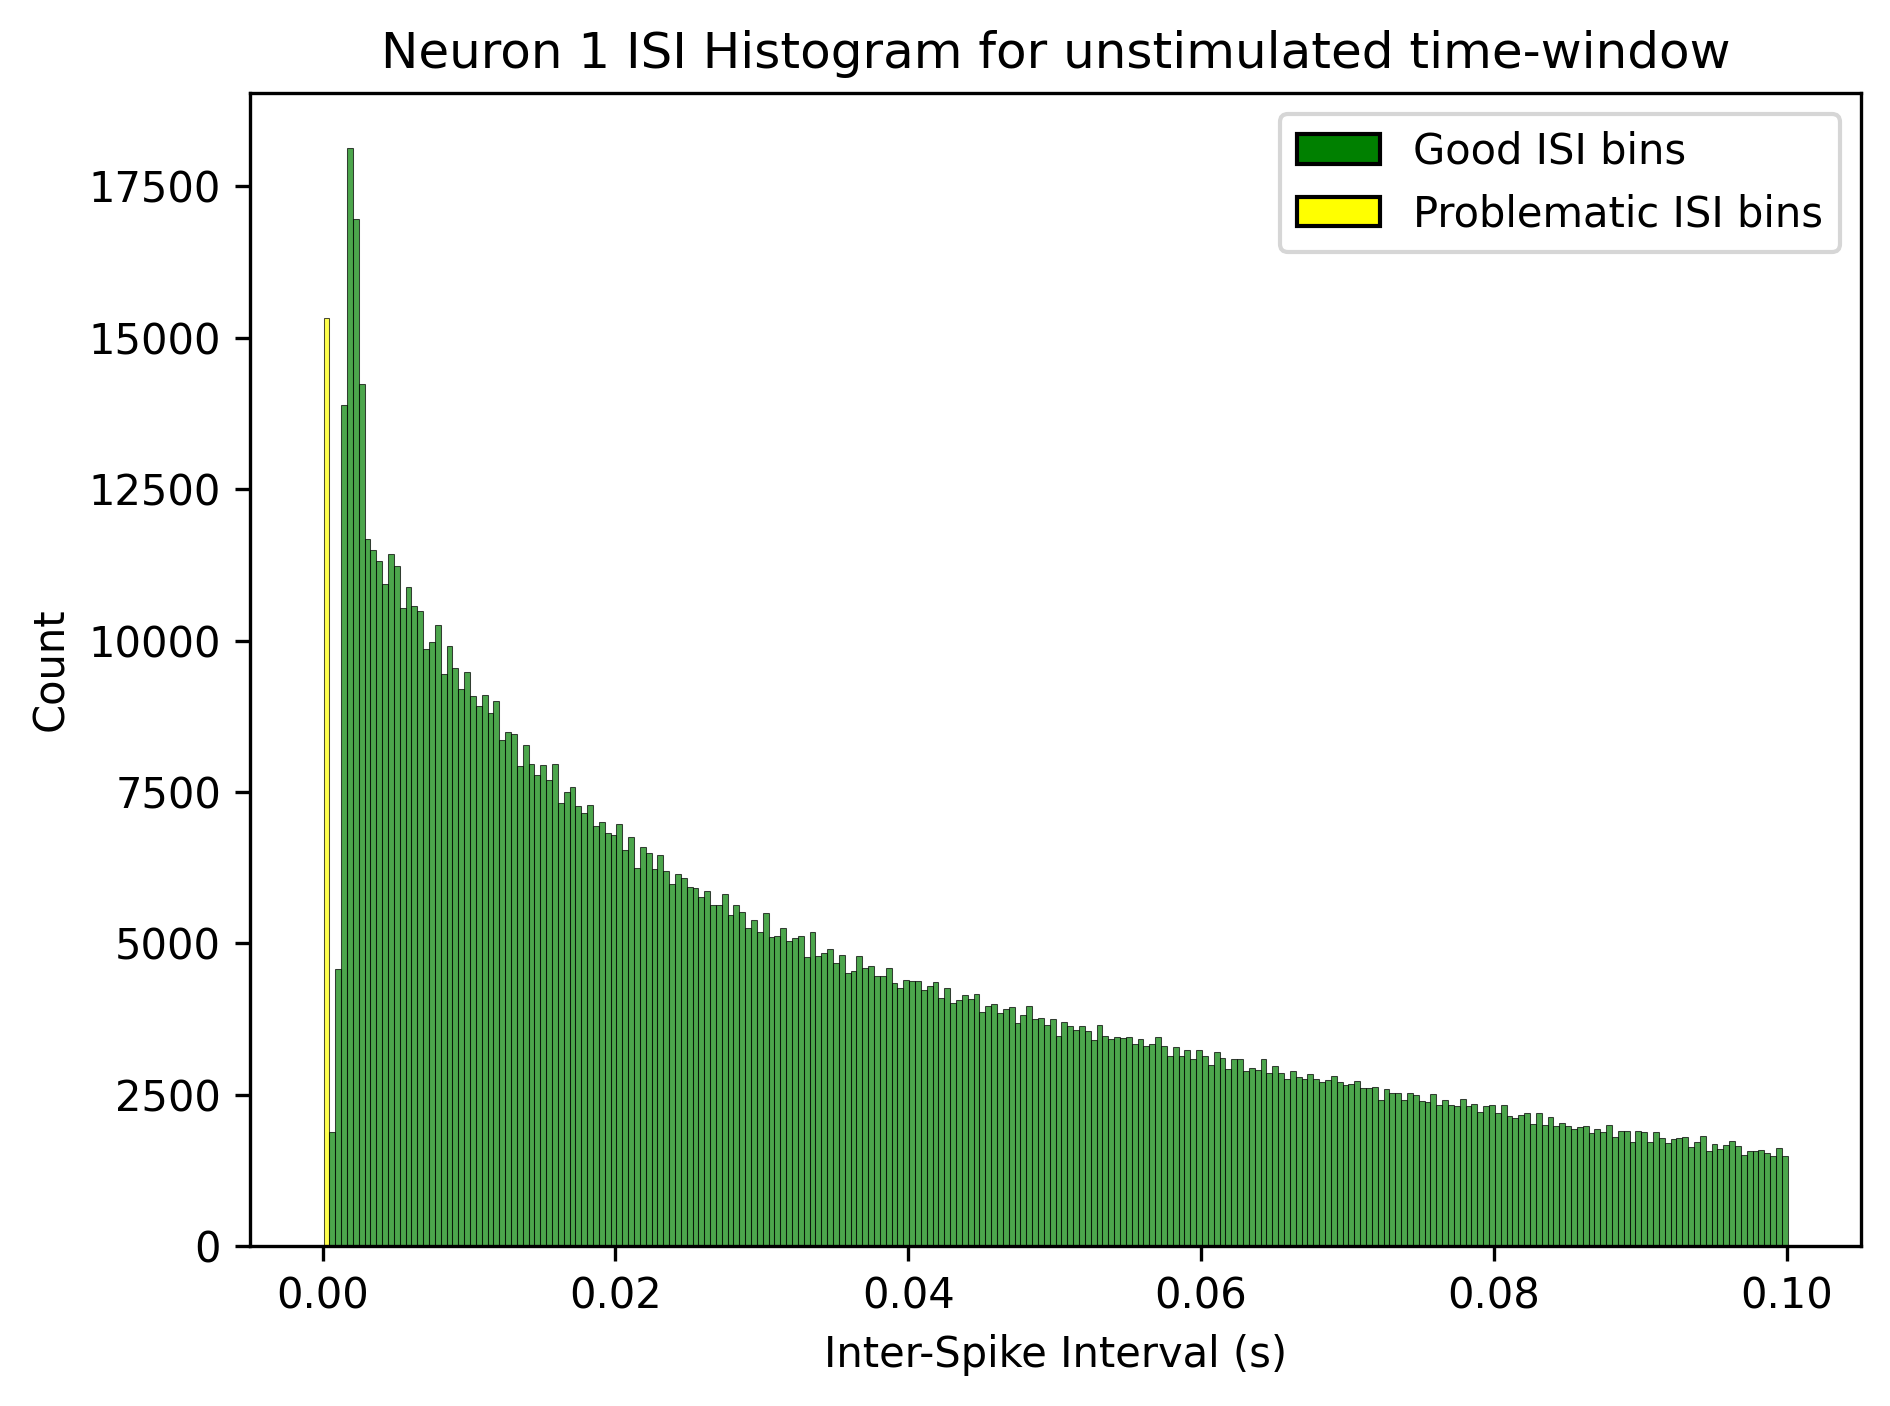 Neuron 1 ISI Histogram for unstimulated time-window
Good ISI bins
Problematic ISI bins
17500
15000
12500
10000
7500
5000
2500
0
Count
0.00 0.02 0.04 0.06 0.08 0.10
Inter-Spike Interval (s)